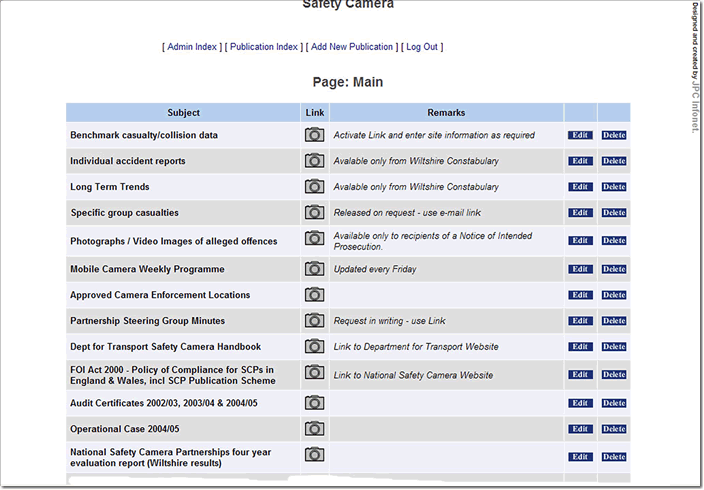 Safety Camera
[ Admin Index ] [ Publication Index ] [ Add New Publication ] [ Log Out ]
Designed and created by JPC Infonet.
Page: Main
Subject Link Remarks
Benchmark casualty/collision data Activate Link and enter site information as required Edit Delete
Individual accident reports Avalable only from Wiltshire Constabulary Edit Delete
Long Term Trends Avalable only from Wiltshire Constabulary Edit Delete
Specific group casualties Released on request - use e-mail link Edit Delete
Photographs / Video Images of alleged offences Available only to recipients of a Notice of Intended
Prosecution. Edit Delete
Mobile Camera Weekly Programme Updated every Friday Edit Delete
Approved Camera Enforcement Locations Edit Delete
Partnership Steering Group Minutes Request in writing - use Link Edit Delete
Dept for Transport Safety Camera Handbook Link to Department for Transport Website Edit Delete
FOI Act 2000 - Policy of Compliance for SCPs in
England & Wales, incl SCP Publication Scheme Link to National Safety Camera Website Edit Delete
Audit Certificates 2002/03, 2003/04 & 2004/05 Edit Delete
Operational Case 2004/05 Edit Delete
National Safety Camera Partnerships four year
evaluation report (Wiltshire results) Edit Delete